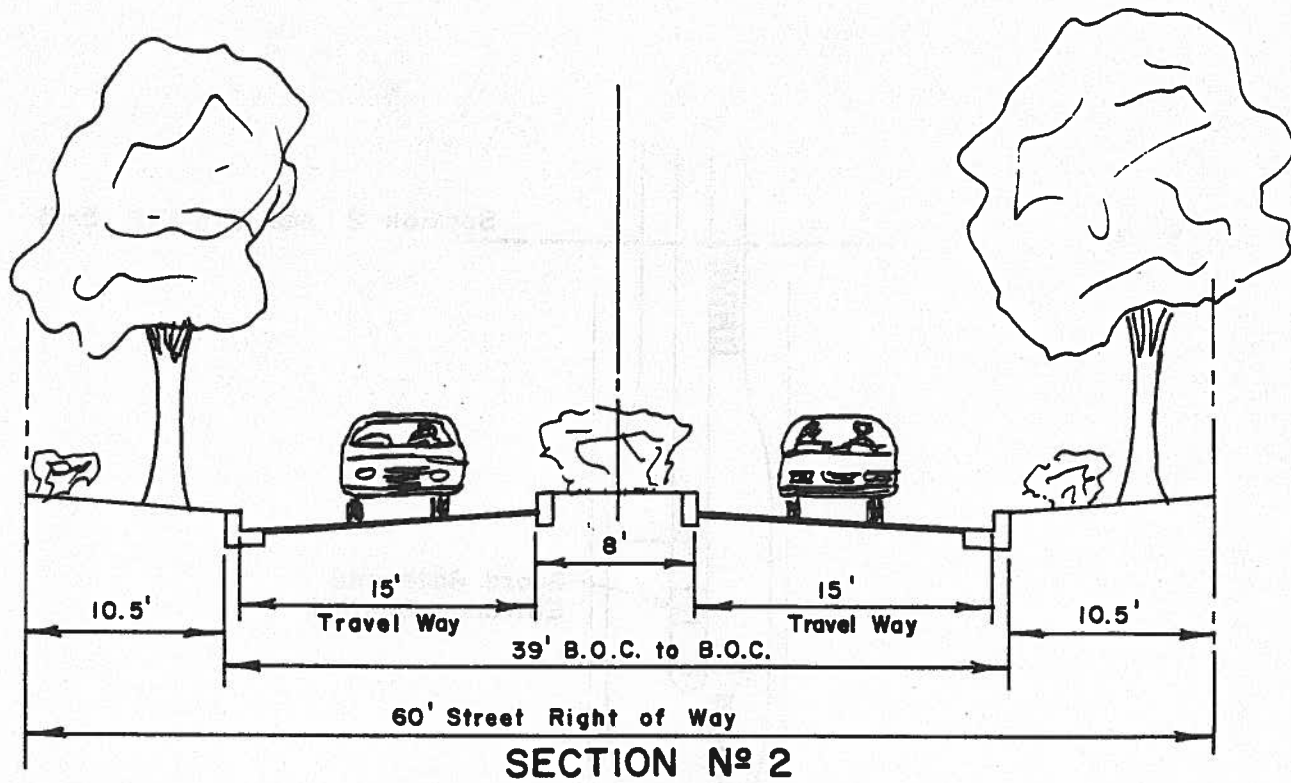 8'
15'
Travel Way
15'
Travel Way
10.5'
10.5'
39' B.O.C. to B.O.C.
60' Street Right of Way
SECTION Nº 2